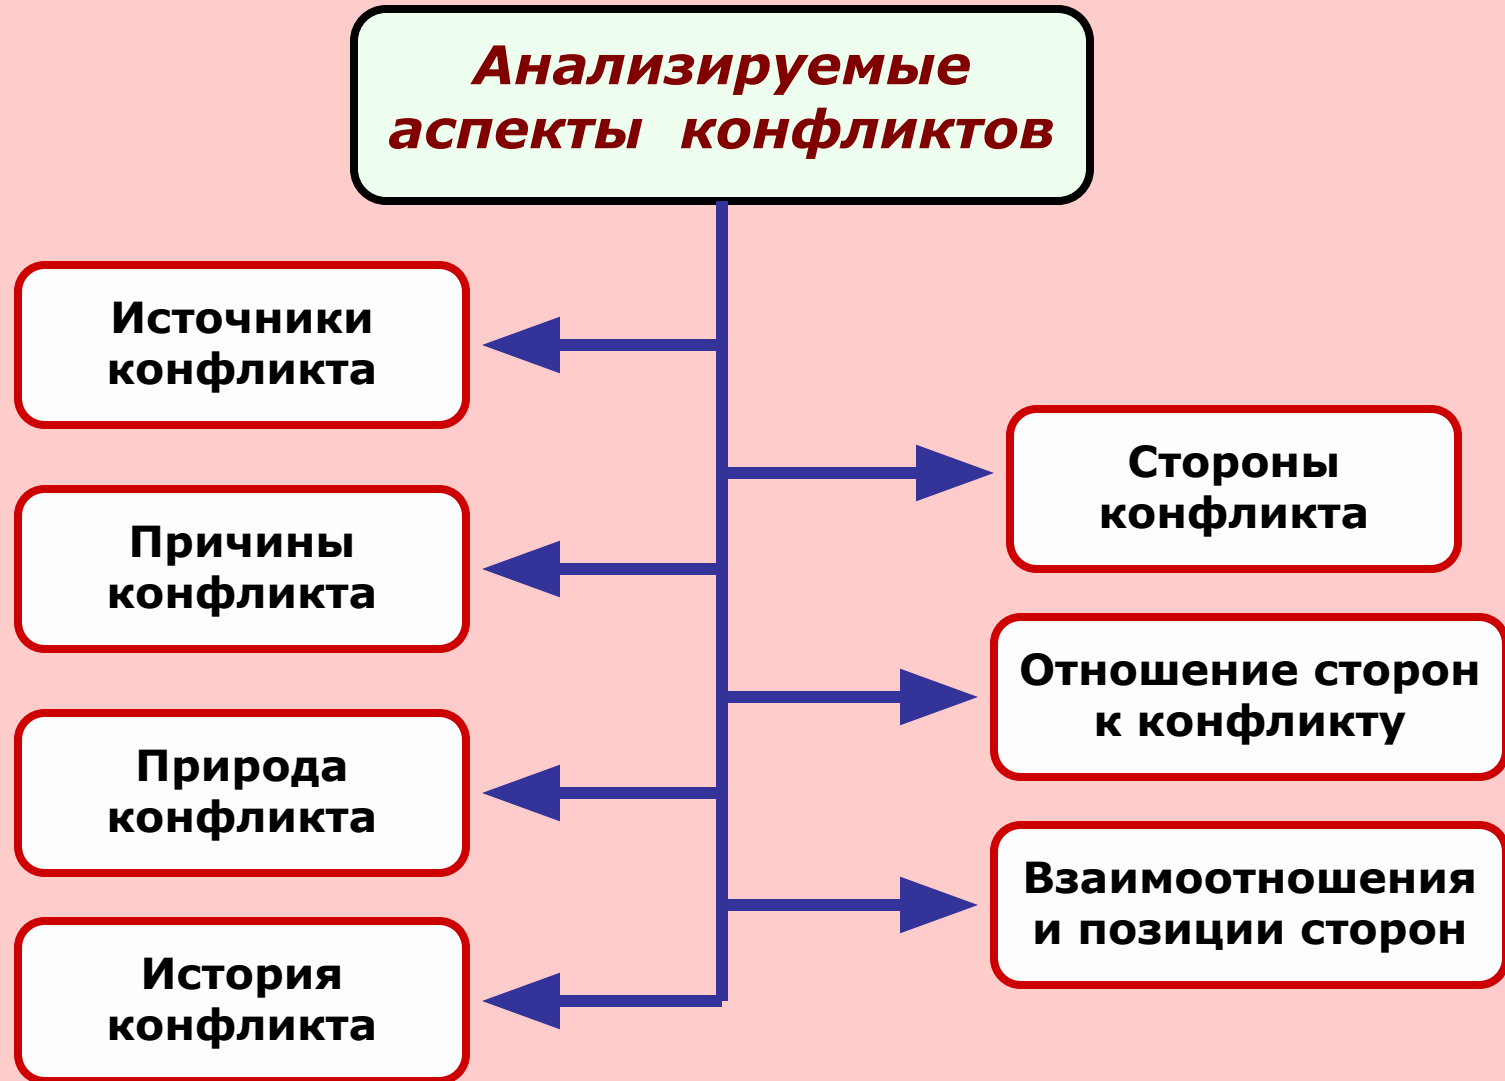 Анализируемые
аспекты конфликтов
Источники
конфликта
Причины
конфликта
Природа
конфликта
История
конфликта
Стороны
конфликта
Отношение сторон
к конфликту
Взаимоотношения
и позиции сторон